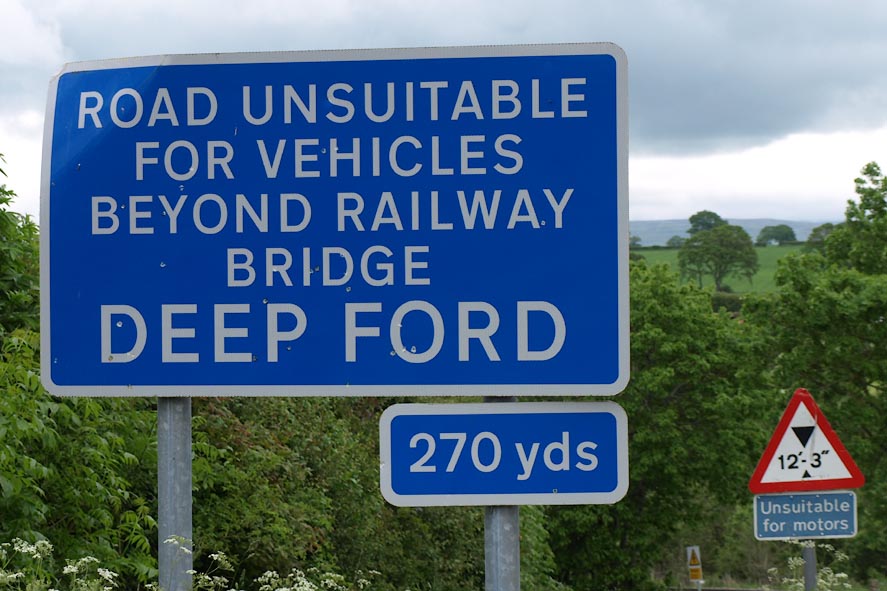 ROAD UNSUITABLE
FOR VEHICLES
BEYOND RAILWAY
BRIDGE
DEEP FORD
270 yds
12'-3"
Unsuitable
for motors